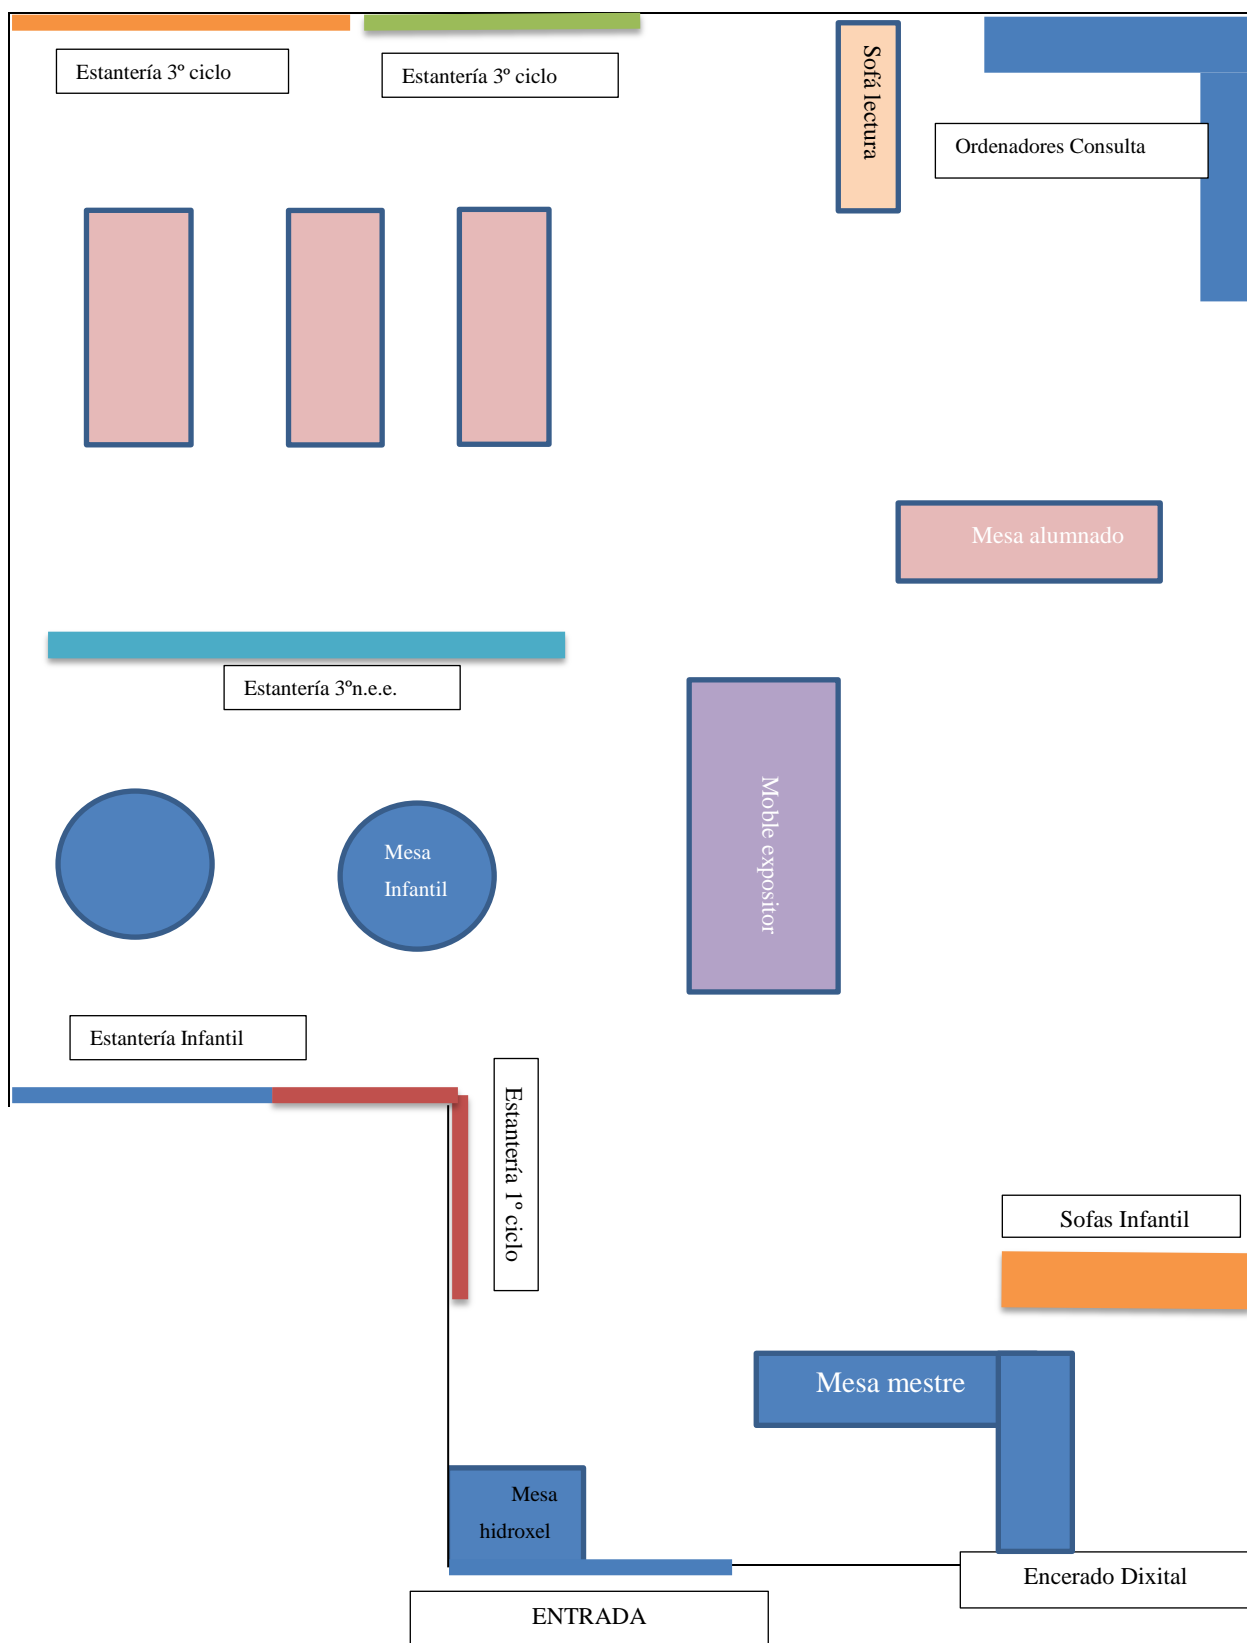 Estantería 3º ciclo
Estantería 3º ciclo
Sofá lectura
Ordenadores Consulta
Mesa alumnado
Estantería 3ºn.e.e.
Mesa
Infantil
Moble expositor
Estantería Infantil
Estantería 1º ciclo
Sofas Infantil
Mesa mestre
Mesa
hidroxel
Encerado Dixital
ENTRADA